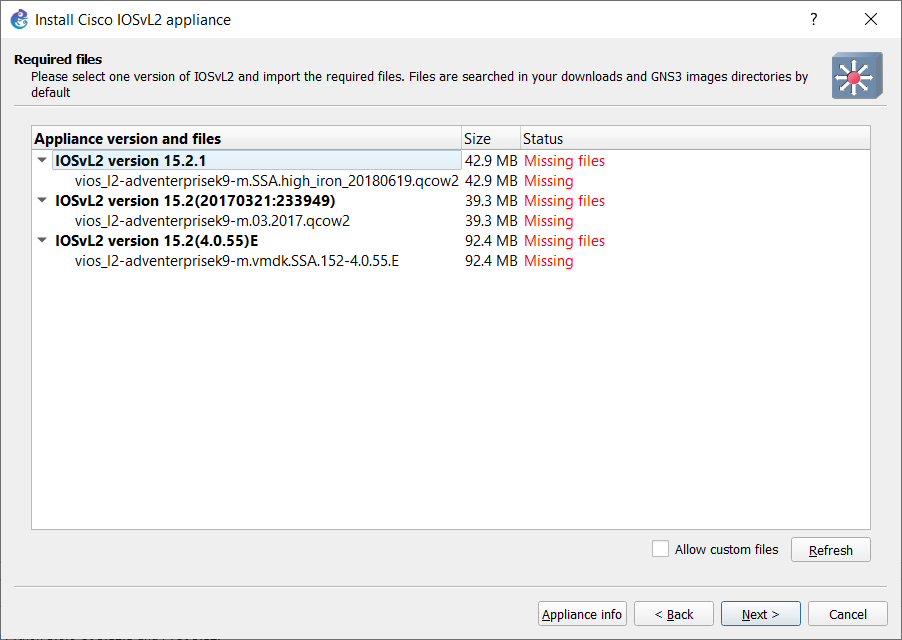 Install Cisco IOSvL2 appliance
?
Required files
Please select one version of IOSvL2 and import the required files. Files are searched in your downloads and GNS3 images directories by
default
Appliance version and files Size Status
IOSvL2 version 15.2.1 42.9 MB Missing files
vios_l2-adventerprisek9-m.SSA.high_iron_20180619.qcow2 42.9 MB Missing
IOSvL2 version 15.2(20170321:233949) 39.3 MB Missing files
vios_l2-adventerprisek9-m.03.2017.qcow2 39.3 MB Missing
IOSvL2 version 15.2(4.0.55)E 92.4 MB Missing files
vios_l2-adventerprisek9-m.vmdk.SSA.152-4.0.55.E 92.4 MB Missing
Allow custom files Refresh
Appliance info < Back Next > Cancel